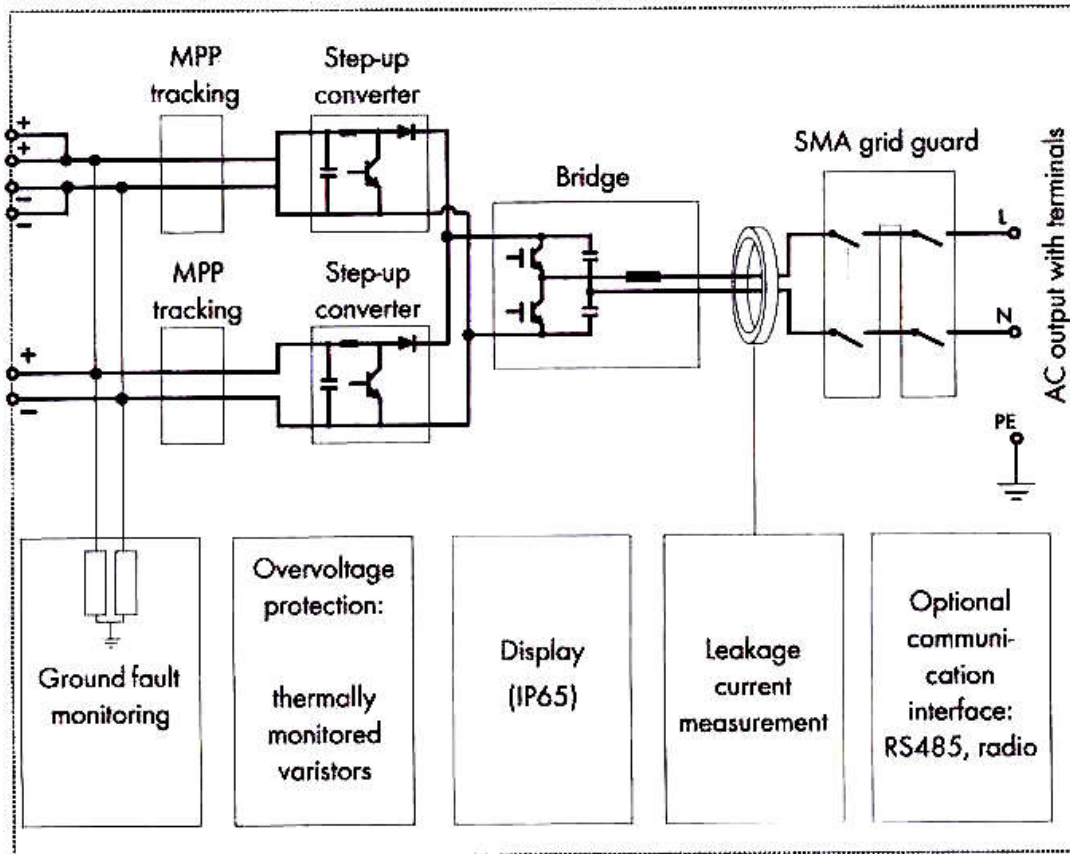 MPP
tracking
Step-up
converter
+
+
−
−
SMA grid guard
Bridge
L
N
PE
AC output with terminals
MPP
tracking
Step-up
converter
+
−
Ground fault
monitoring
Overvoltage
protection:
thermally
monitored
varistors
Display
(IP65)
Leakage
current
measurement
Optional
communi-
cation
interface:
RS485, radio